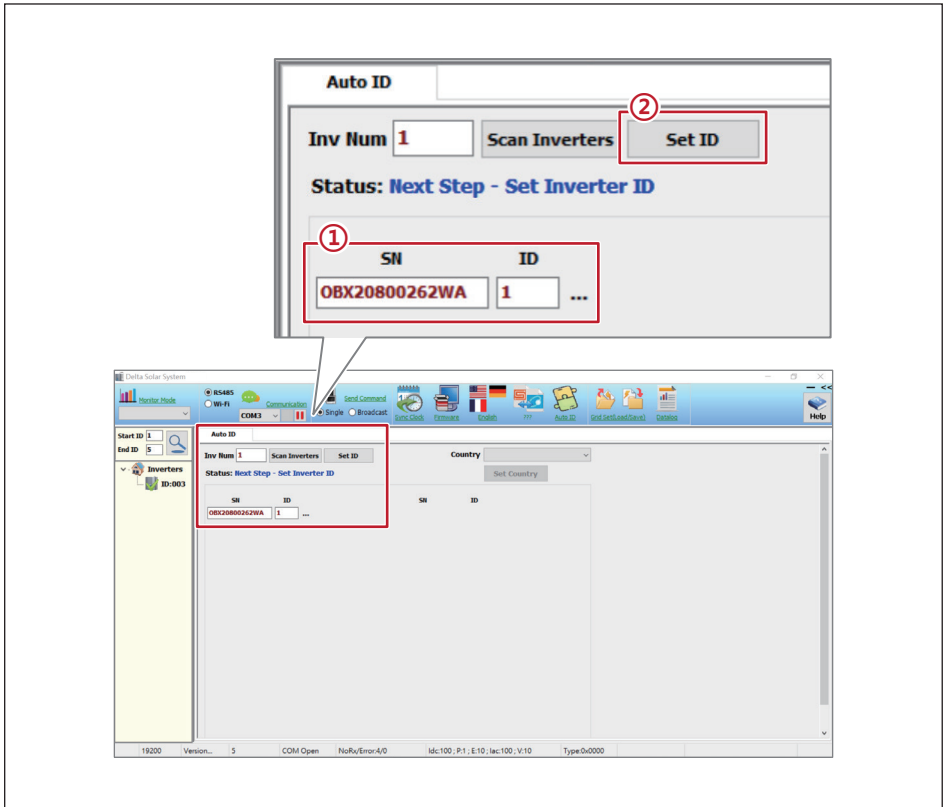 Auto ID
②
Inv Num 1 Scan Inverters Set ID
Status: Next Step - Set Inverter ID
①
SN ID
OBX20800262WA 1 ...
Delta Solar System
Monitor Mode
RS485
Wi-Fi
Communication
COM3
Send Command
Single Broadcast
Sync Clock
Firmware
English
???
Auto ID
Grid Set(Load/Save)
Datalog
Help
Start ID 1
End ID 5
Inverters
ID:003
Auto ID
Inv Num 1 Scan Inverters Set ID
Country
Status: Next Step - Set Inverter ID
Set Country
SN ID SN ID
OBX20800262WA 1 ...
19200 Version... 5 COM Open NoRx/Error:4/0 Idc:100 ; P:1 ; E:10 ; Iac:100 ; V:10 Type:0x0000